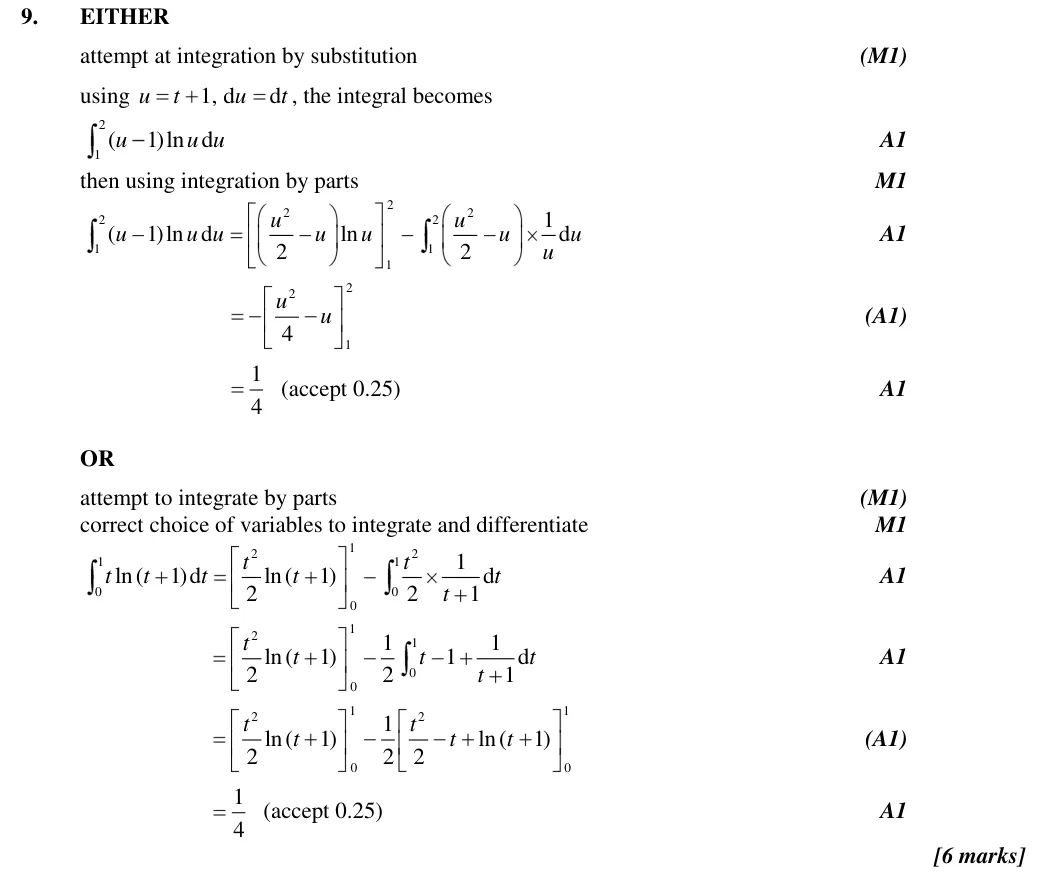 9. EITHER
attempt at integration by substitution (M1)
using u = t + 1, du = dt, the integral becomes
∫₁² (u − 1) ln u du A1
then using integration by parts M1
∫₁² (u − 1) ln u du = [(u²/2 − u) ln u]₁² − ∫₁² (u²/2 − u) × 1/u du A1
= −[u²/4 − u]₁² (A1)
= 1/4 (accept 0.25) A1
OR
attempt to integrate by parts (M1)
correct choice of variables to integrate and differentiate M1
∫₀¹ t ln (t + 1) dt = [t²/2 ln (t + 1)]₀¹ − ∫₀¹ t²/2 × 1/(t + 1) dt A1
= [t²/2 ln (t + 1)]₀¹ − 1/2 ∫₀¹ t − 1 + 1/(t + 1) dt A1
= [t²/2 ln (t + 1)]₀¹ − 1/2 [t²/2 − t + ln (t + 1)]₀¹ (A1)
= 1/4 (accept 0.25) A1
[6 marks]